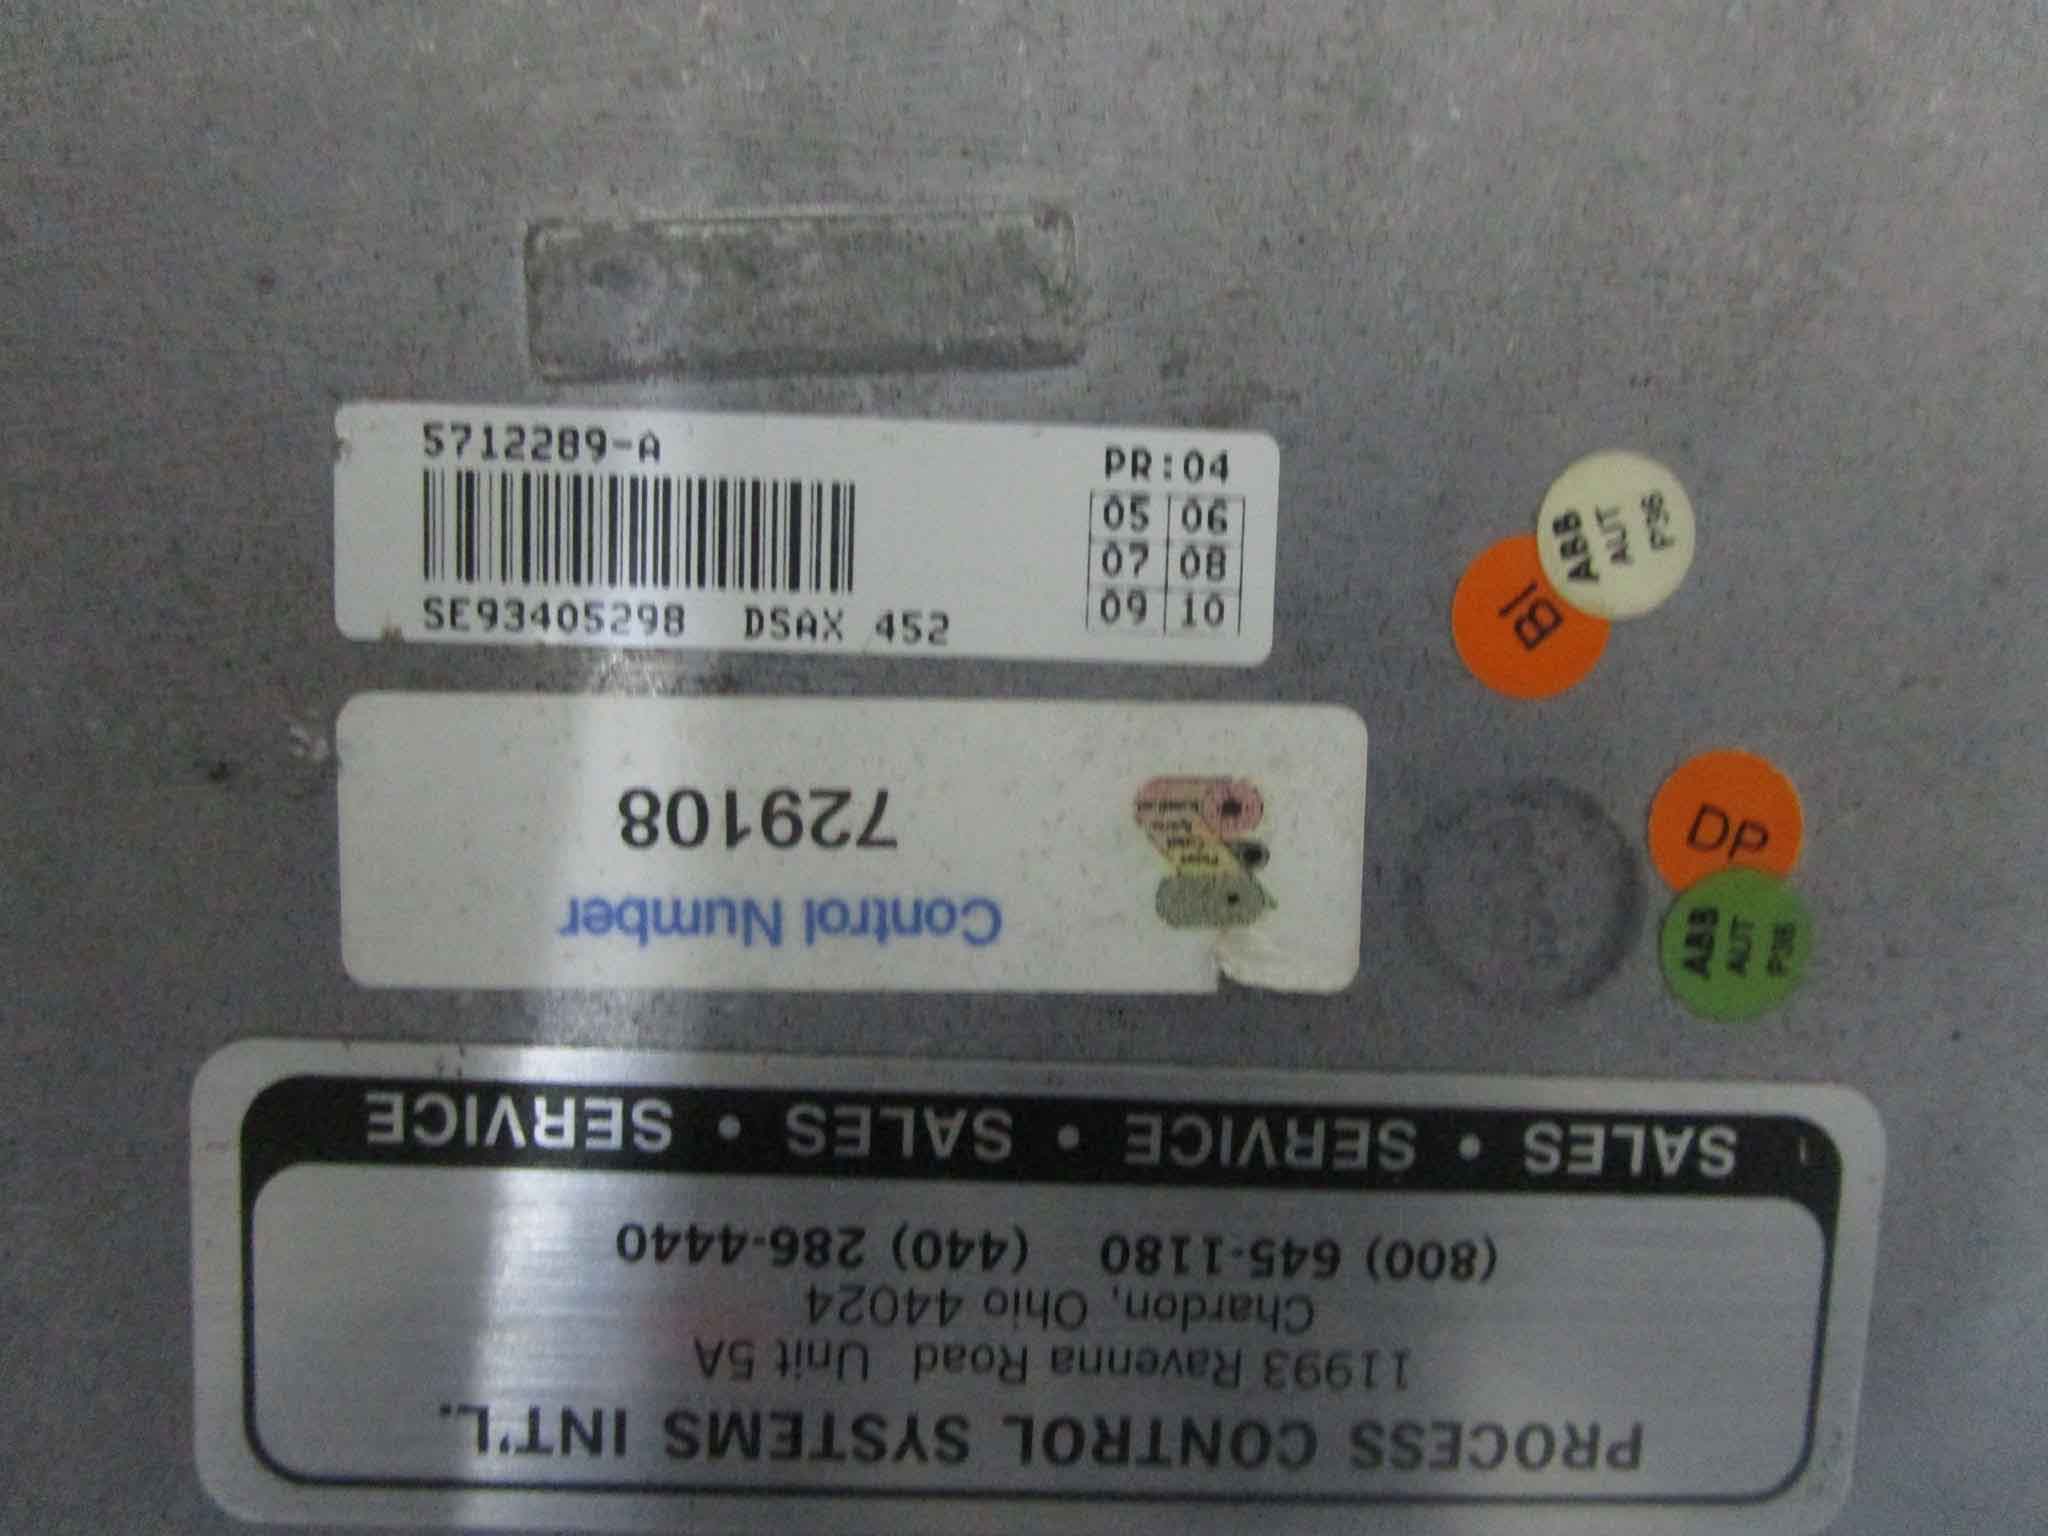 5712289-A
PR:04
05 06
07 08
09 10
SE93405298 DSAX 452
ABB
AUT
BI
Control Number
729108
DP
ABB
AUT
P36
PROCESS CONTROL SYSTEMS INT'L.
11993 Ravenna Road Unit 5A
Chardon, Ohio 44024
(800) 645-1180 (440) 286-4440
SALES • SERVICE • SALES • SERVICE